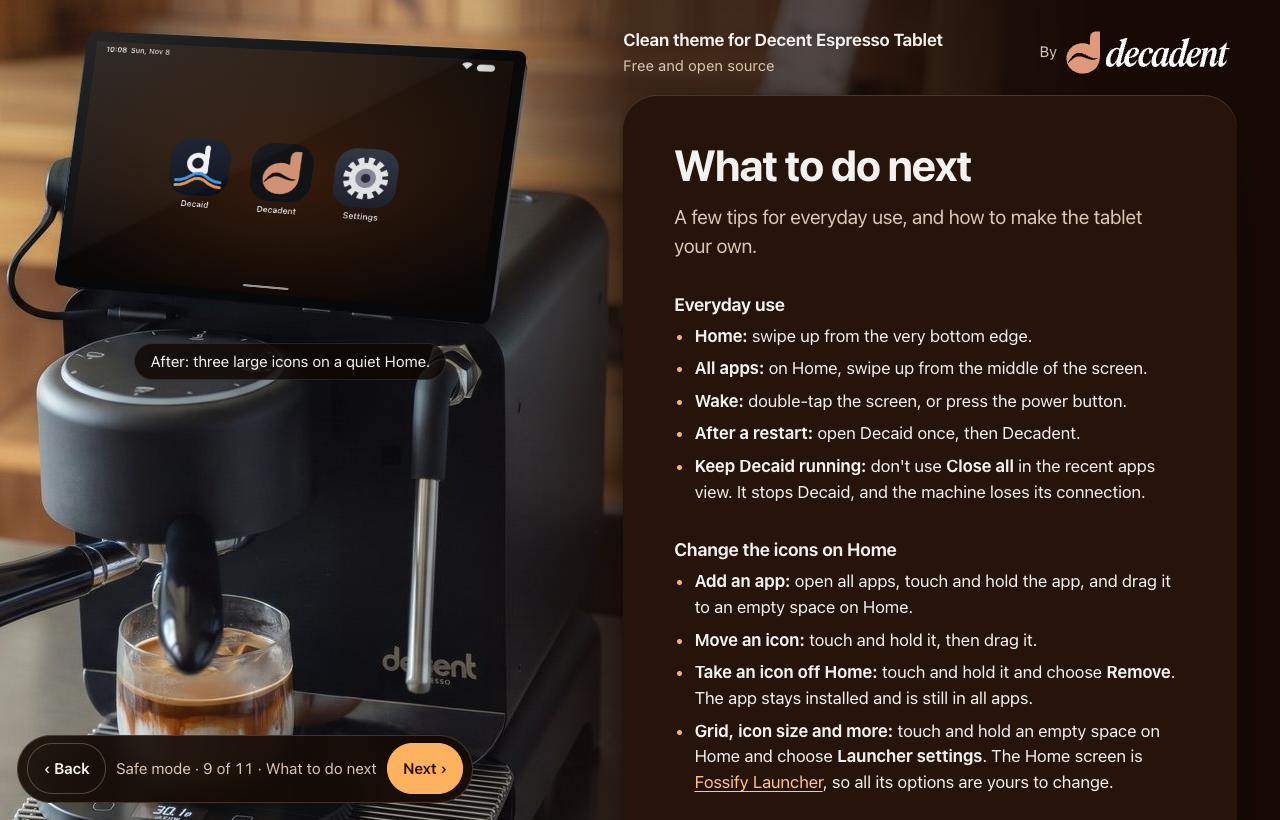 10:08 Sun, Nov 8
Decaid
Decadent
Settings
After: three large icons on a quiet Home.
‹ Back
Safe mode · 9 of 11 · What to do next
Next ›
Clean theme for Decent Espresso Tablet
Free and open source
By decadent
What to do next
A few tips for everyday use, and how to make the tablet
your own.
Everyday use
• Home: swipe up from the very bottom edge.
• All apps: on Home, swipe up from the middle of the screen.
• Wake: double-tap the screen, or press the power button.
• After a restart: open Decaid once, then Decadent.
• Keep Decaid running: don't use Close all in the recent apps
view. It stops Decaid, and the machine loses its connection.
Change the icons on Home
• Add an app: open all apps, touch and hold the app, and drag it
to an empty space on Home.
• Move an icon: touch and hold it, then drag it.
• Take an icon off Home: touch and hold it and choose Remove.
The app stays installed and is still in all apps.
• Grid, icon size and more: touch and hold an empty space on
Home and choose Launcher settings. The Home screen is
Fossify Launcher, so all its options are yours to change.